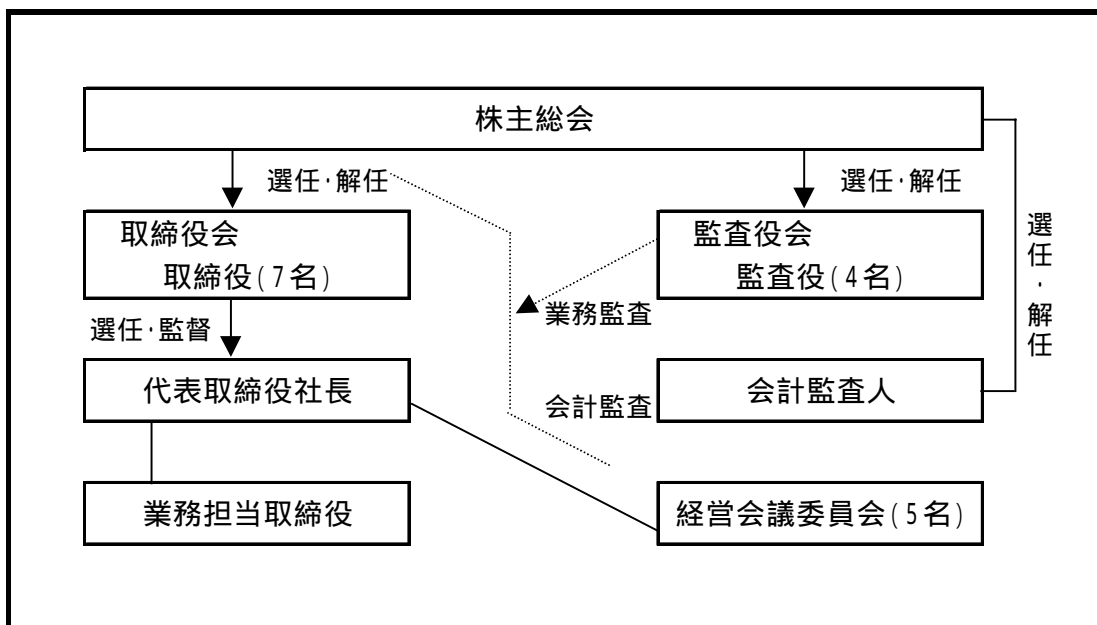 株主総会
選任・解任
選任・解任
取締役会
取締役(7名)
監査役会
監査役(4名)
選任・解任
業務監査
選任・監督
代表取締役社長
会計監査人
会計監査
業務担当取締役
経営会議委員会(5名)